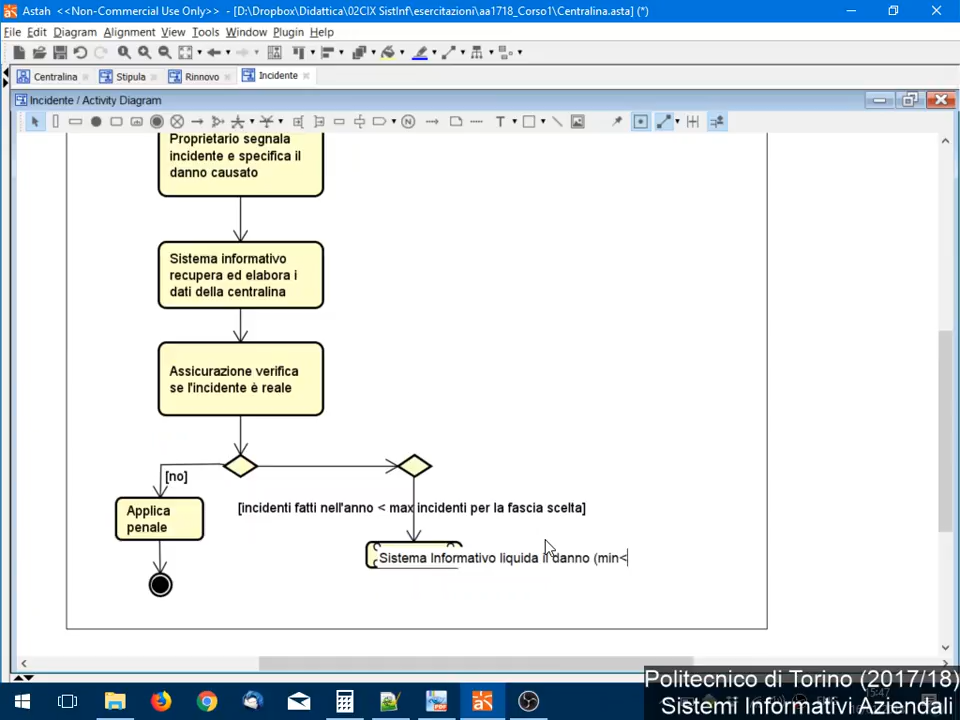 Astah <<Non-Commercial Use Only>> - [D:\Dropbox\Didattica\02CIX SistInf\esercitazioni\aa1718_Corso1\Centralina.asta] (*)
File Edit Diagram Alignment View Tools Window Plugin Help
Centralina Stipula Rinnovo Incidente
Incidente / Activity Diagram
Proprietario segnala
incidente e specifica il
danno causato
Sistema informativo
recupera ed elabora i
dati della centralina
Assicurazione verifica
se l'incidente è reale
[no]
Applica
penale
[incidenti fatti nell'anno < max incidenti per la fascia scelta]
Sistema Informativo liquida il danno (min<
Politecnico di Torino (2017/18)
Sistemi Informativi Aziendali